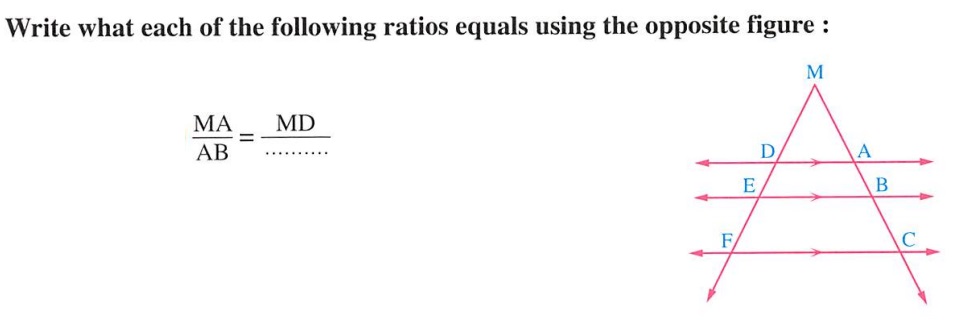 Write what each of the following ratios equals using the opposite figure :
M
MA/AB = MD/..........
D A
E B
F C